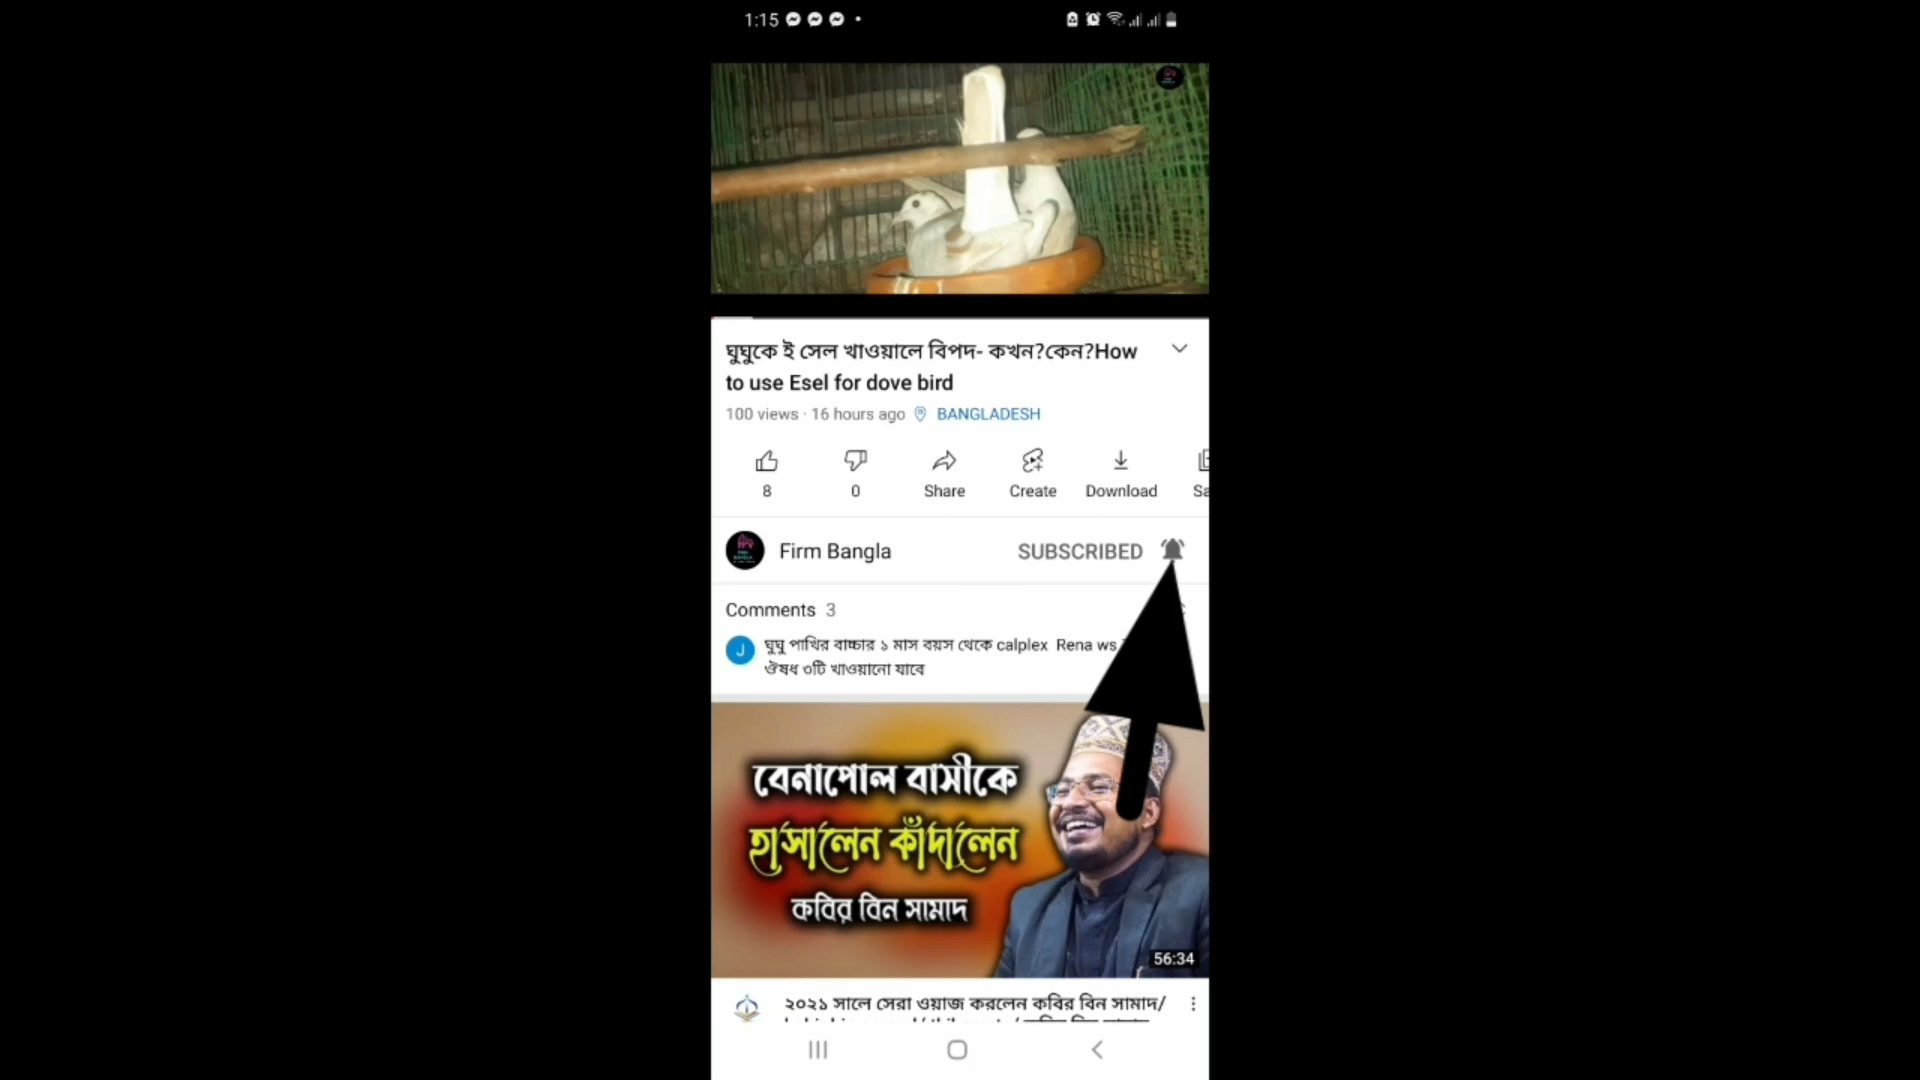 1:15
ঘুঘুকে ই সেল খাওয়ালে বিপদ- কখন?কেন?How
to use Esel for dove bird
100 views · 16 hours ago BANGLADESH
8 0 Share Create Download
Firm Bangla SUBSCRIBED
Comments 3
J ঘুঘু পাখির বাচ্চার ১ মাস বয়স থেকে calplex Rena ws
ঔষধ ৩টি খাওয়ানো যাবে
বেনাপোল বাসীকে
হাসালেন কাঁদালেন
কবির বিন সামাদ
56:34
২০২১ সালে সেরা ওয়াজ করলেন কবির বিন সামাদ/